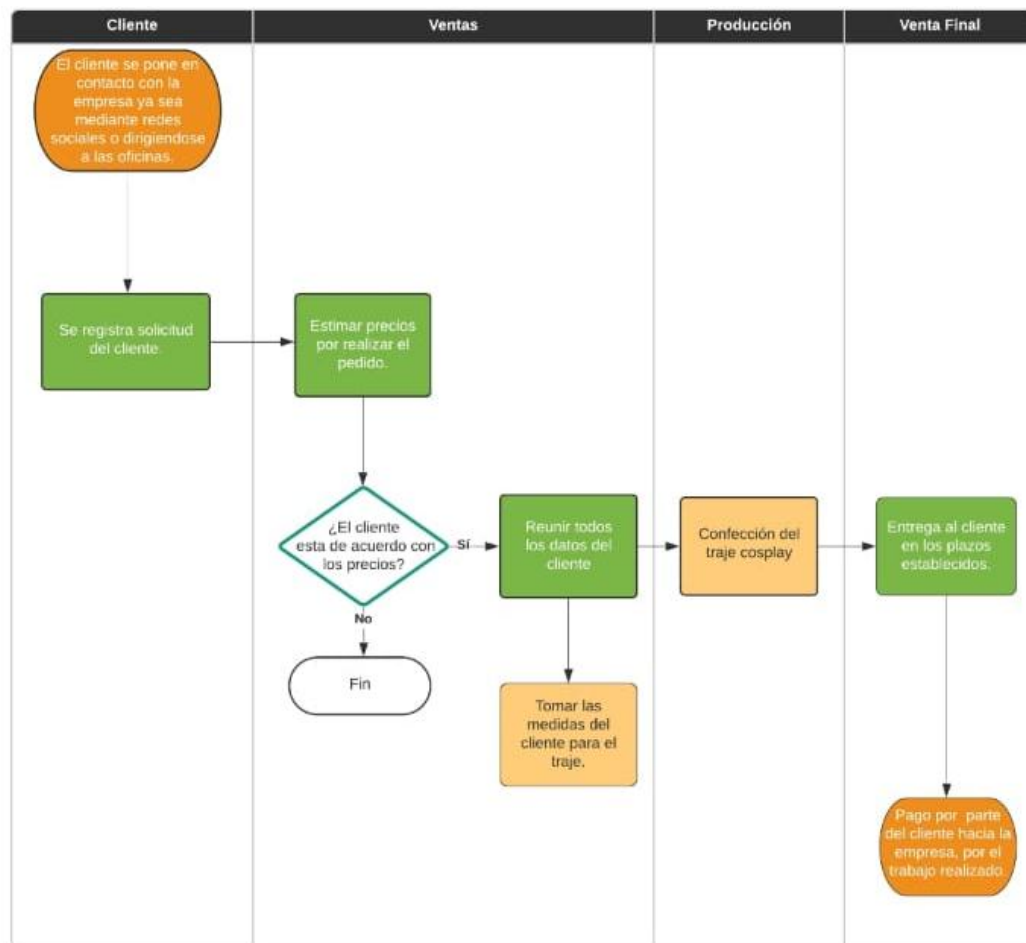 Cliente
Ventas
Producción
Venta Final
El cliente se pone en
contacto con la
empresa ya sea
mediante redes
sociales o dirigiendose
a las oficinas.
Se registra solicitud
del cliente.
Estimar precios
por realizar el
pedido.
¿El cliente
esta de acuerdo con
los precios?
Sí
No
Fin
Reunir todos
los datos del
cliente
Tomar las
medidas del
cliente para el
traje.
Confección del
traje cosplay
Entrega al cliente
en los plazos
establecidos.
Pago por parte
del cliente hacia la
empresa, por el
trabajo realizado.